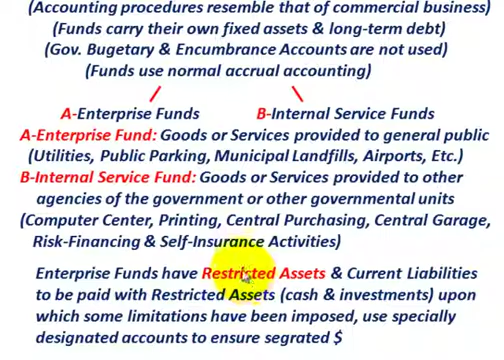 (Accounting procedures resemble that of commercial business)
(Funds carry their own fixed assets & long-term debt)
(Gov. Bugetary & Encumbrance Accounts are not used)
(Funds use normal accrual accounting)
A-Enterprise Funds B-Internal Service Funds
A-Enterprise Fund: Goods or Services provided to general public
(Utilities, Public Parking, Municipal Landfills, Airports, Etc.)
B-Internal Service Fund: Goods or Services provided to other
agencies of the government or other governmental units
(Computer Center, Printing, Central Purchasing, Central Garage,
Risk-Financing & Self-Insurance Activities)
Enterprise Funds have Restricted Assets & Current Liabilities
to be paid with Restricted Assets (cash & investments) upon
which some limitations have been imposed, use specially
designated accounts to ensure segrated $